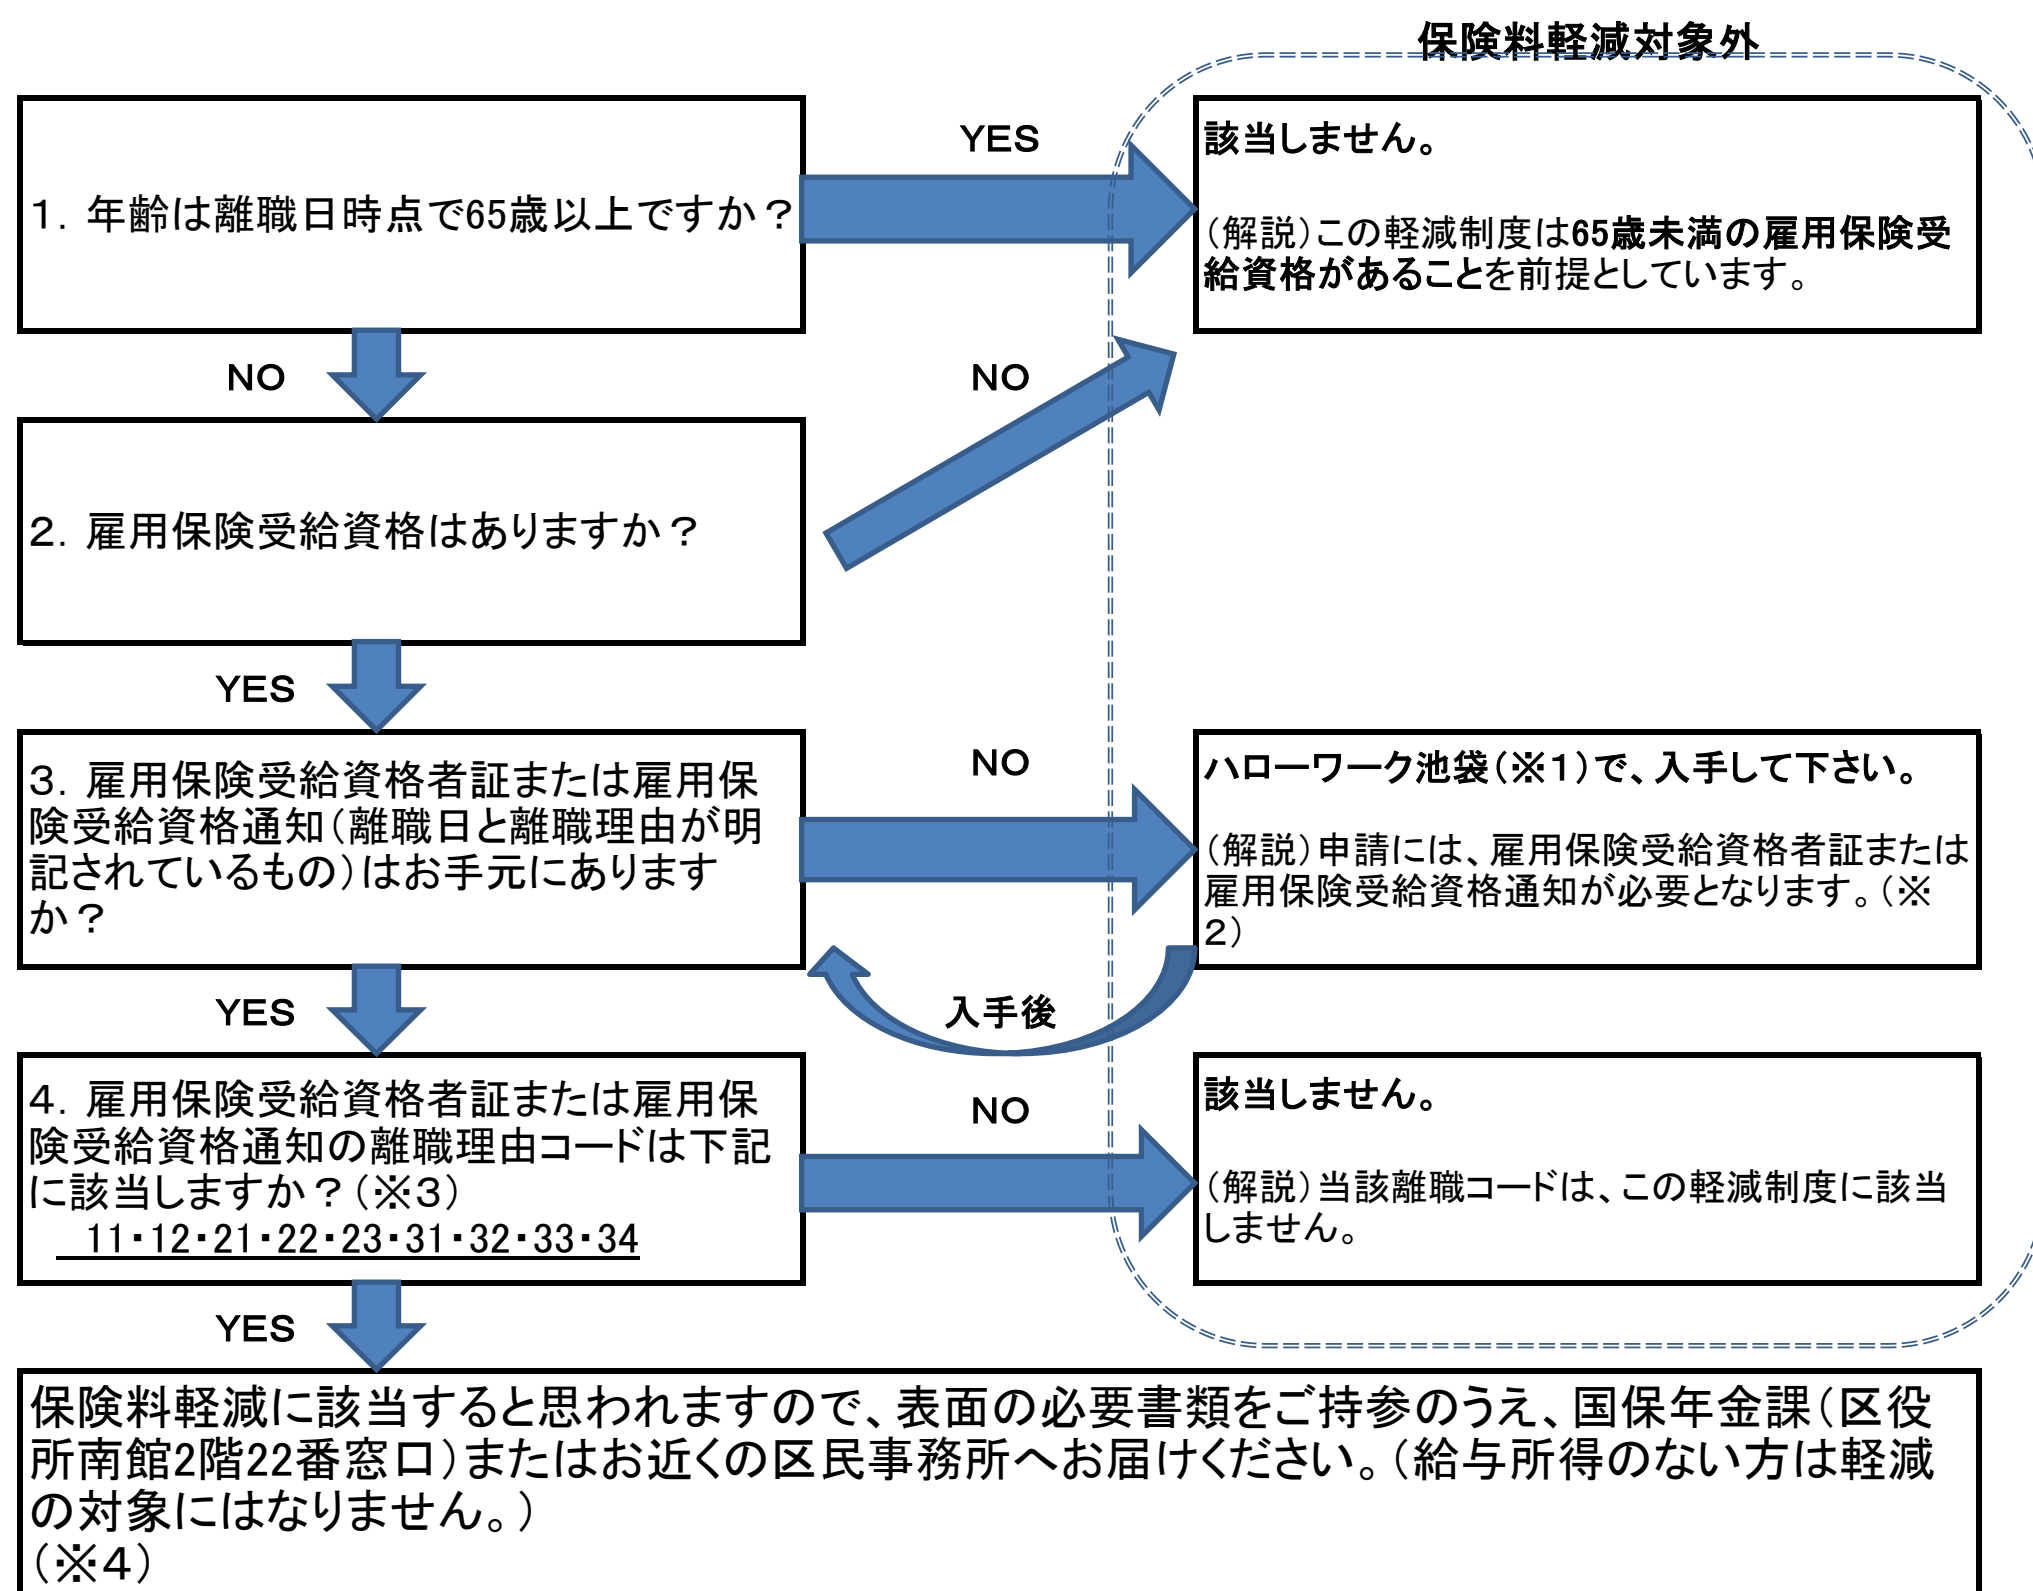 保険料軽減対象外
1．年齢は離職日時点で65歳以上ですか？
YES
該当しません。
（解説）この軽減制度は65歳未満の雇用保険受
給資格があることを前提としています。
NO
NO
2．雇用保険受給資格はありますか？
YES
3．雇用保険受給資格者証または雇用保
険受給資格通知（離職日と離職理由が明
記されているもの）はお手元にあります
か？
NO
ハローワーク池袋（※1）で、入手して下さい。
（解説）申請には、雇用保険受給資格者証または
雇用保険受給資格通知が必要となります。（※
2）
入手後
YES
4．雇用保険受給資格者証または雇用保
険受給資格通知の離職理由コードは下記
に該当しますか？（※3）
11・12・21・22・23・31・32・33・34
NO
該当しません。
（解説）当該離職コードは、この軽減制度に該当
しません。
YES
保険料軽減に該当すると思われますので、表面の必要書類をご持参のうえ、国保年金課（区役
所南館2階22番窓口）またはお近くの区民事務所へお届けください。（給与所得のない方は軽減
の対象にはなりません。）
（※4）